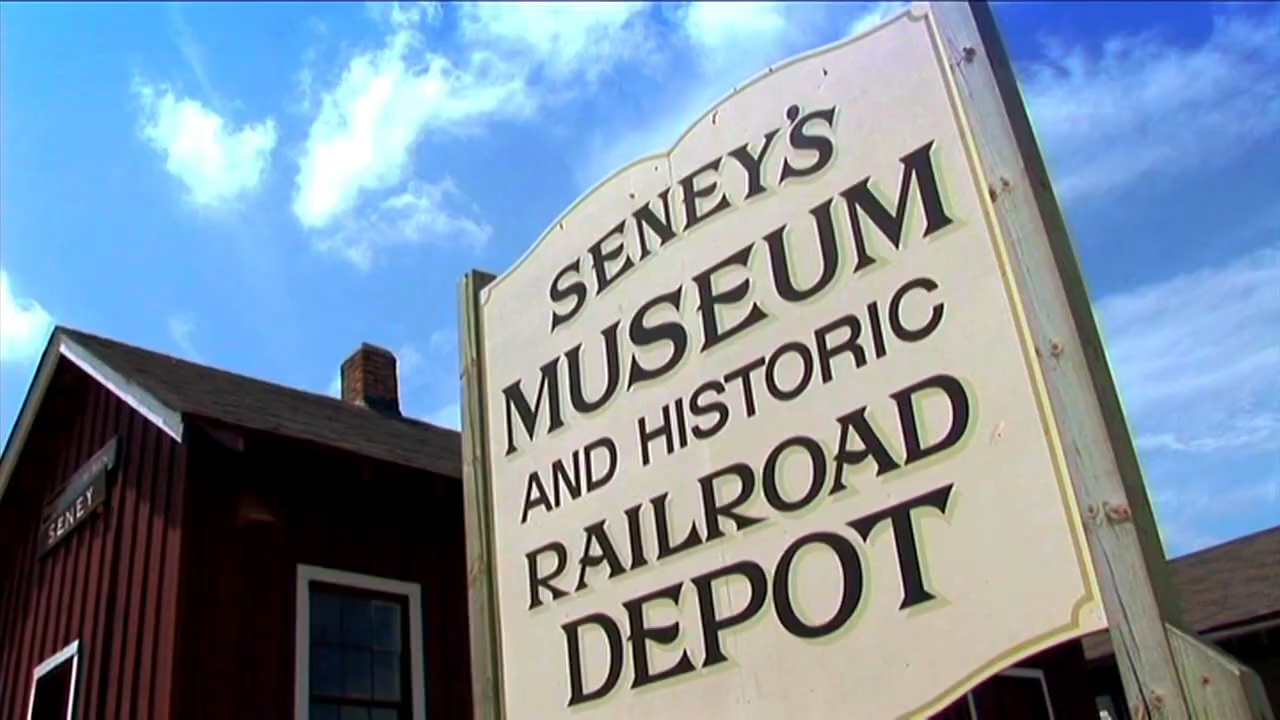 SENEY'S
MUSEUM
AND HISTORIC
RAILROAD
DEPOT
SENEY